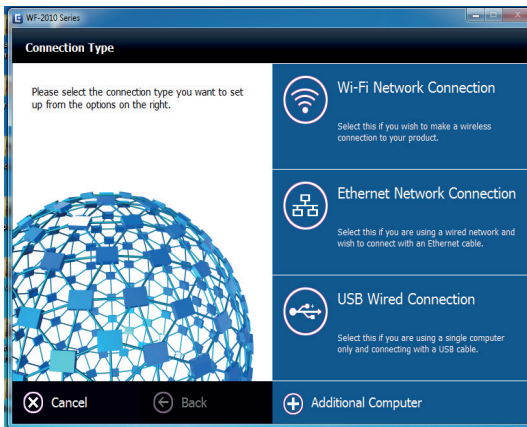 WF-2010 Series
Connection Type
Please select the connection type you want to set
up from the options on the right.
Wi-Fi Network Connection
Select this if you wish to make a wireless
connection to your product.
Ethernet Network Connection
Select this if you are using a wired network and
wish to connect with an Ethernet cable.
USB Wired Connection
Select this if you are using a single computer
only and connecting with a USB cable.
Cancel
Back
Additional Computer